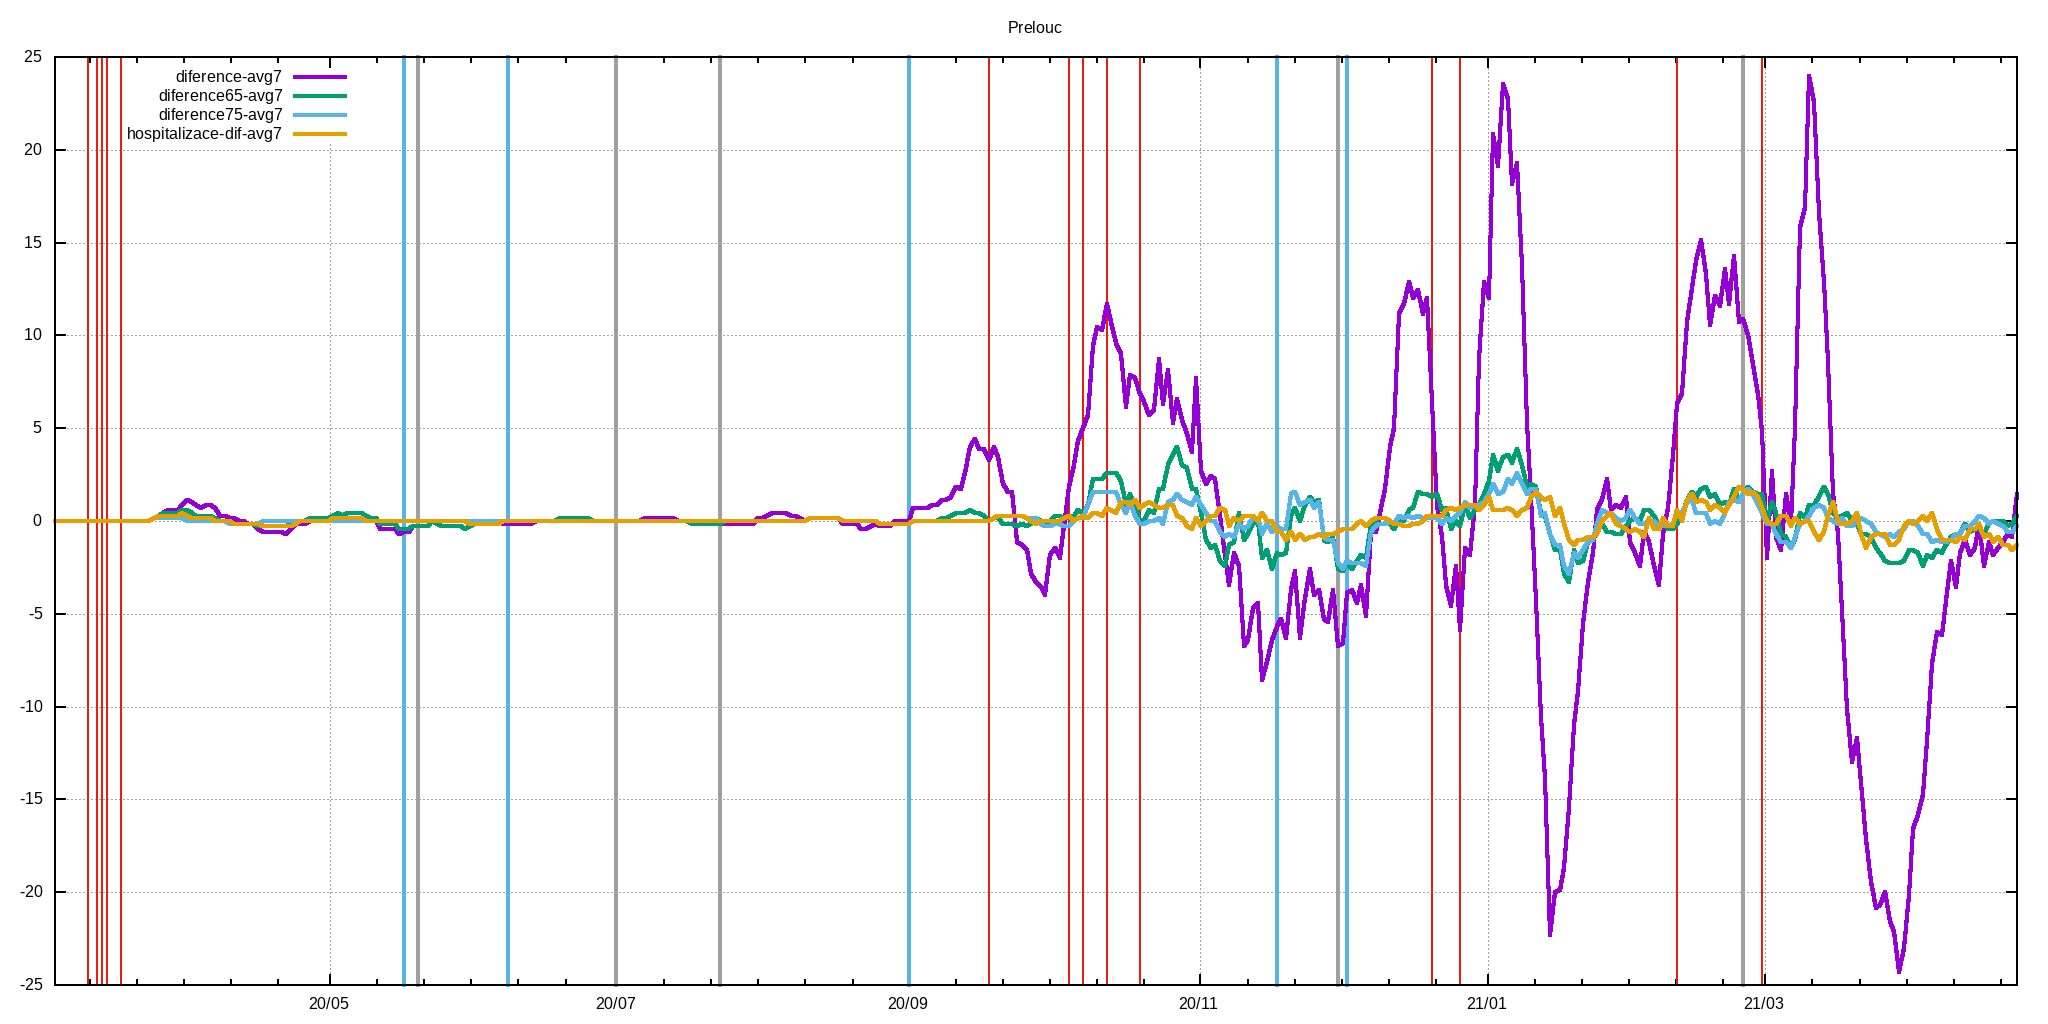 Prelouc
25
diference-avg7
diference65-avg7
diference75-avg7
hospitalizace-dif-avg7
20
15
10
5
0
-5
-10
-15
-20
-25
20/05 20/07 20/09 20/11 21/01 21/03